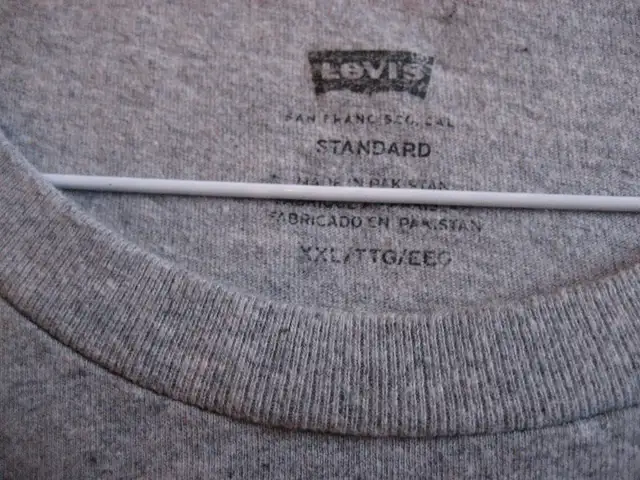 Levi's
SAN FRANCISCO, CAL
STANDARD
MADE IN PAKISTAN
FABRICADO EN PAKISTAN
XXL/TTG/EEG